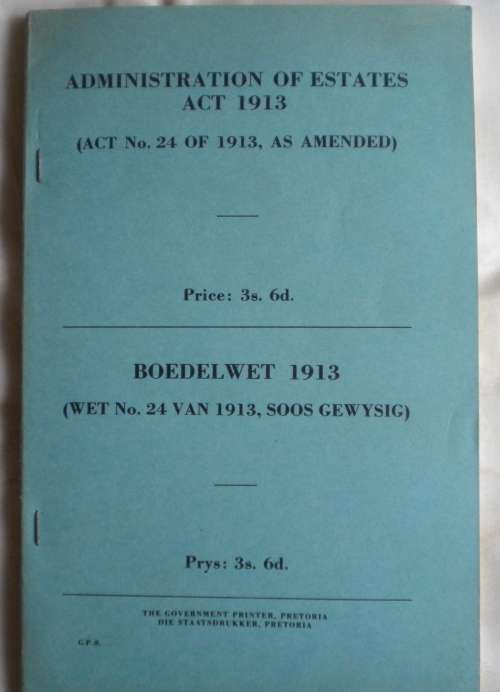 ADMINISTRATION OF ESTATES
ACT 1913
(ACT No. 24 OF 1913, AS AMENDED)
Price: 3s. 6d.
BOEDELWET 1913
(WET No. 24 VAN 1913, SOOS GEWYSIG)
Prys: 3s. 6d.
THE GOVERNMENT PRINTER, PRETORIA
DIE STAATSDRUKKER, PRETORIA